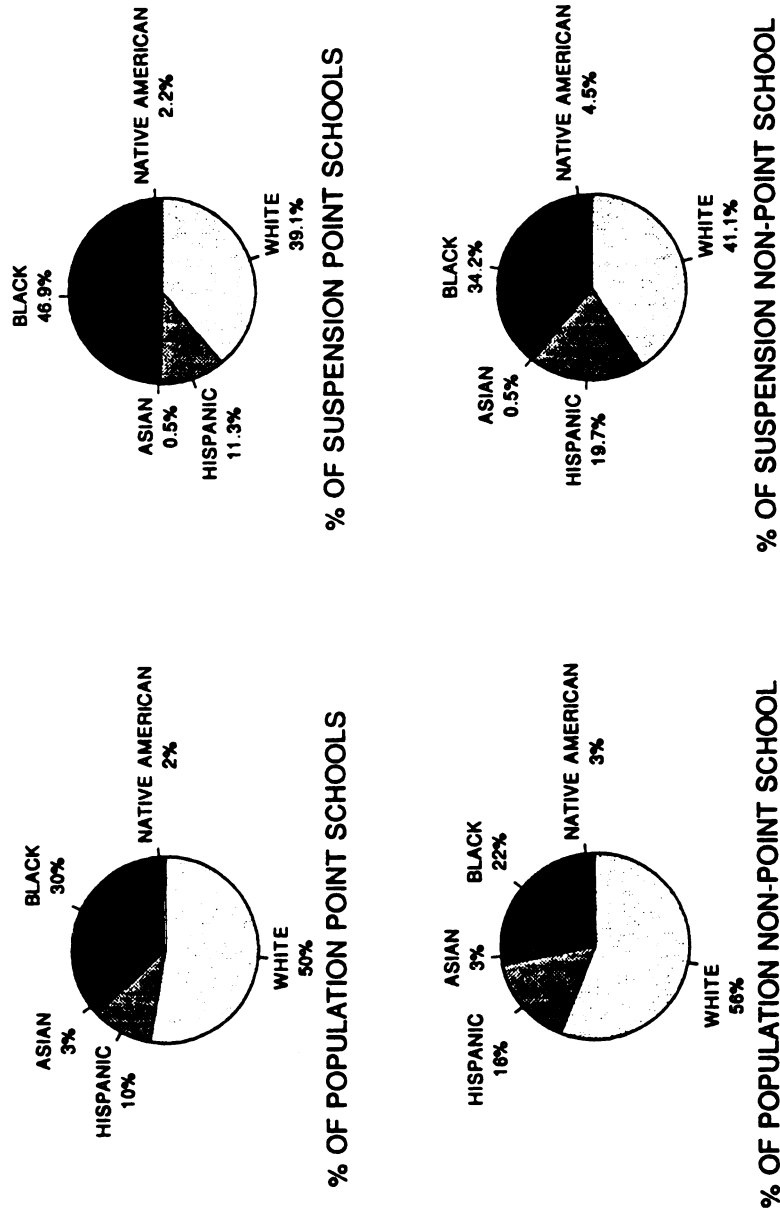 BLACK
30%
ASIAN
3%
HISPANIC
10%
NATIVE AMERICAN
2%
WHITE
50%
% OF POPULATION POINT SCHOOLS
BLACK
46.9%
NATIVE AMERICAN
2.2%
ASIAN
0.5%
HISPANIC
11.3%
WHITE
39.1%
% OF SUSPENSION POINT SCHOOLS
BLACK
22%
ASIAN
3%
HISPANIC
16%
NATIVE AMERICAN
3%
WHITE
56%
% OF POPULATION NON-POINT SCHOOL
BLACK
34.2%
NATIVE AMERICAN
4.5%
ASIAN
0.5%
HISPANIC
19.7%
WHITE
41.1%
% OF SUSPENSION NON-POINT SCHOOL